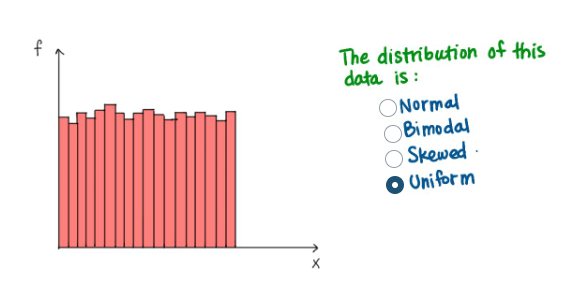 f
The distribution of this
data is:
Normal
Bimodal
Skewed
Uniform
x